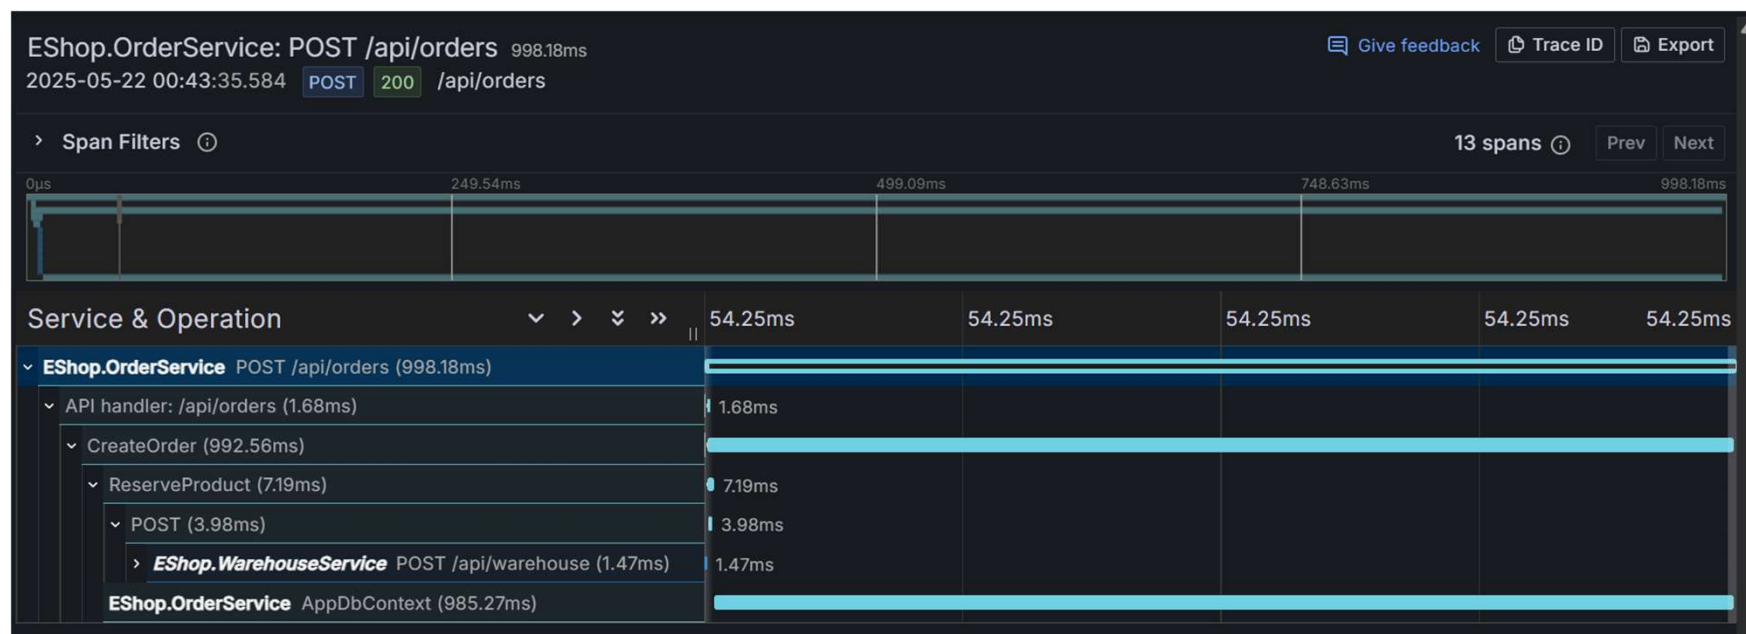 EShop.OrderService: POST /api/orders 998.18ms
Give feedback Trace ID Export
2025-05-22 00:43:35.584 POST 200 /api/orders
Span Filters
13 spans Prev Next
0μs 249.54ms 499.09ms 748.63ms 998.18ms
Service & Operation 54.25ms 54.25ms 54.25ms 54.25ms 54.25ms
EShop.OrderService POST /api/orders (998.18ms)
API handler: /api/orders (1.68ms) 1.68ms
CreateOrder (992.56ms)
ReserveProduct (7.19ms) 7.19ms
POST (3.98ms) 3.98ms
EShop.WarehouseService POST /api/warehouse (1.47ms) 1.47ms
EShop.OrderService AppDbContext (985.27ms)